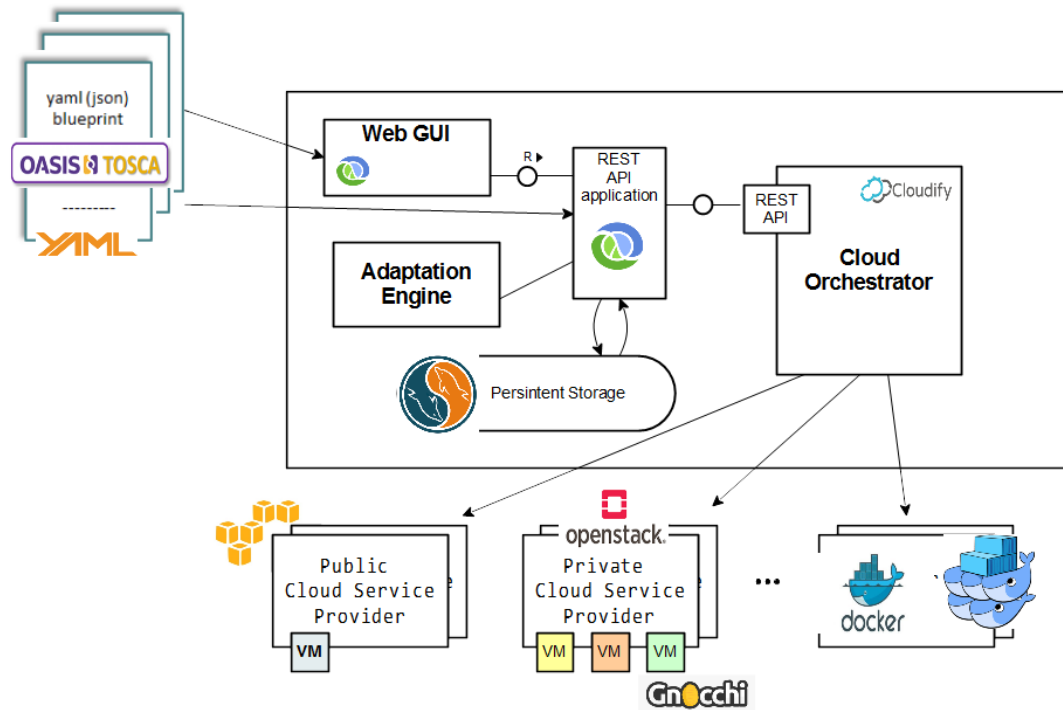 yaml (json)
blueprint
OASIS TOSCA
---------
YAML
Web GUI
R
REST
API
application
REST
API
Cloudify
Cloud
Orchestrator
Adaptation
Engine
Persintent Storage
Public
Cloud Service
Provider
VM
openstack.
Private
Cloud Service
Provider
VM
VM
VM
Gnocchi
...
docker